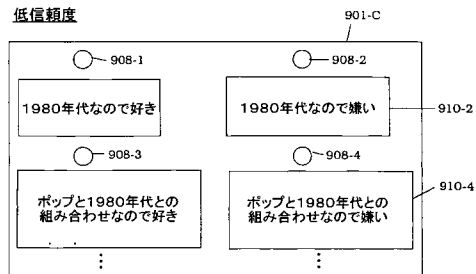 低信頼度
901-C
908-1
908-2
1980年代なので好き
1980年代なので嫌い
910-2
908-3
908-4
ポップと1980年代との
組み合わせなので好き
ポップと1980年代との
組み合わせなので嫌い
910-4
⋮
⋮